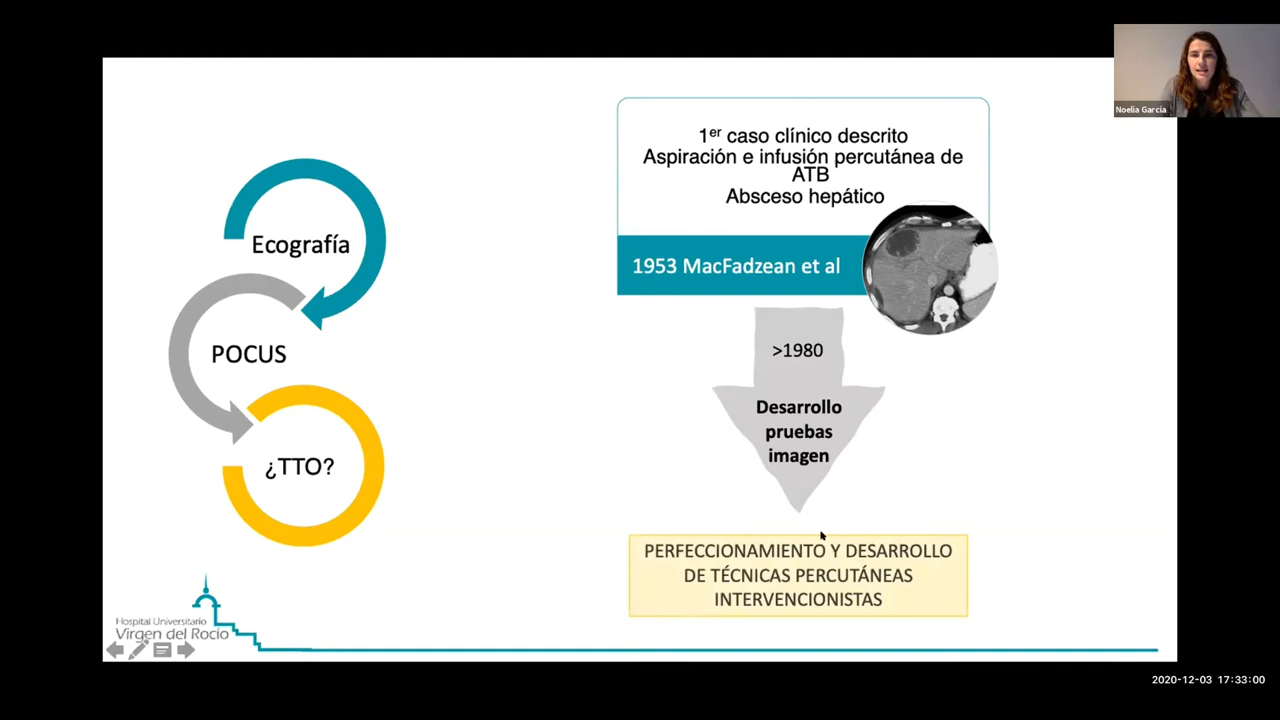 Noelia Garcia
1er caso clínico descrito
Aspiración e infusión percutánea de
ATB
Absceso hepático
1953 MacFadzean et al
>1980
Desarrollo
pruebas
imagen
PERFECCIONAMIENTO Y DESARROLLO
DE TÉCNICAS PERCUTÁNEAS
INTERVENCIONISTAS
Ecografía
POCUS
¿TTO?
Hospital Universitario
Virgen del Rocío
2020-12-03 17:33:00